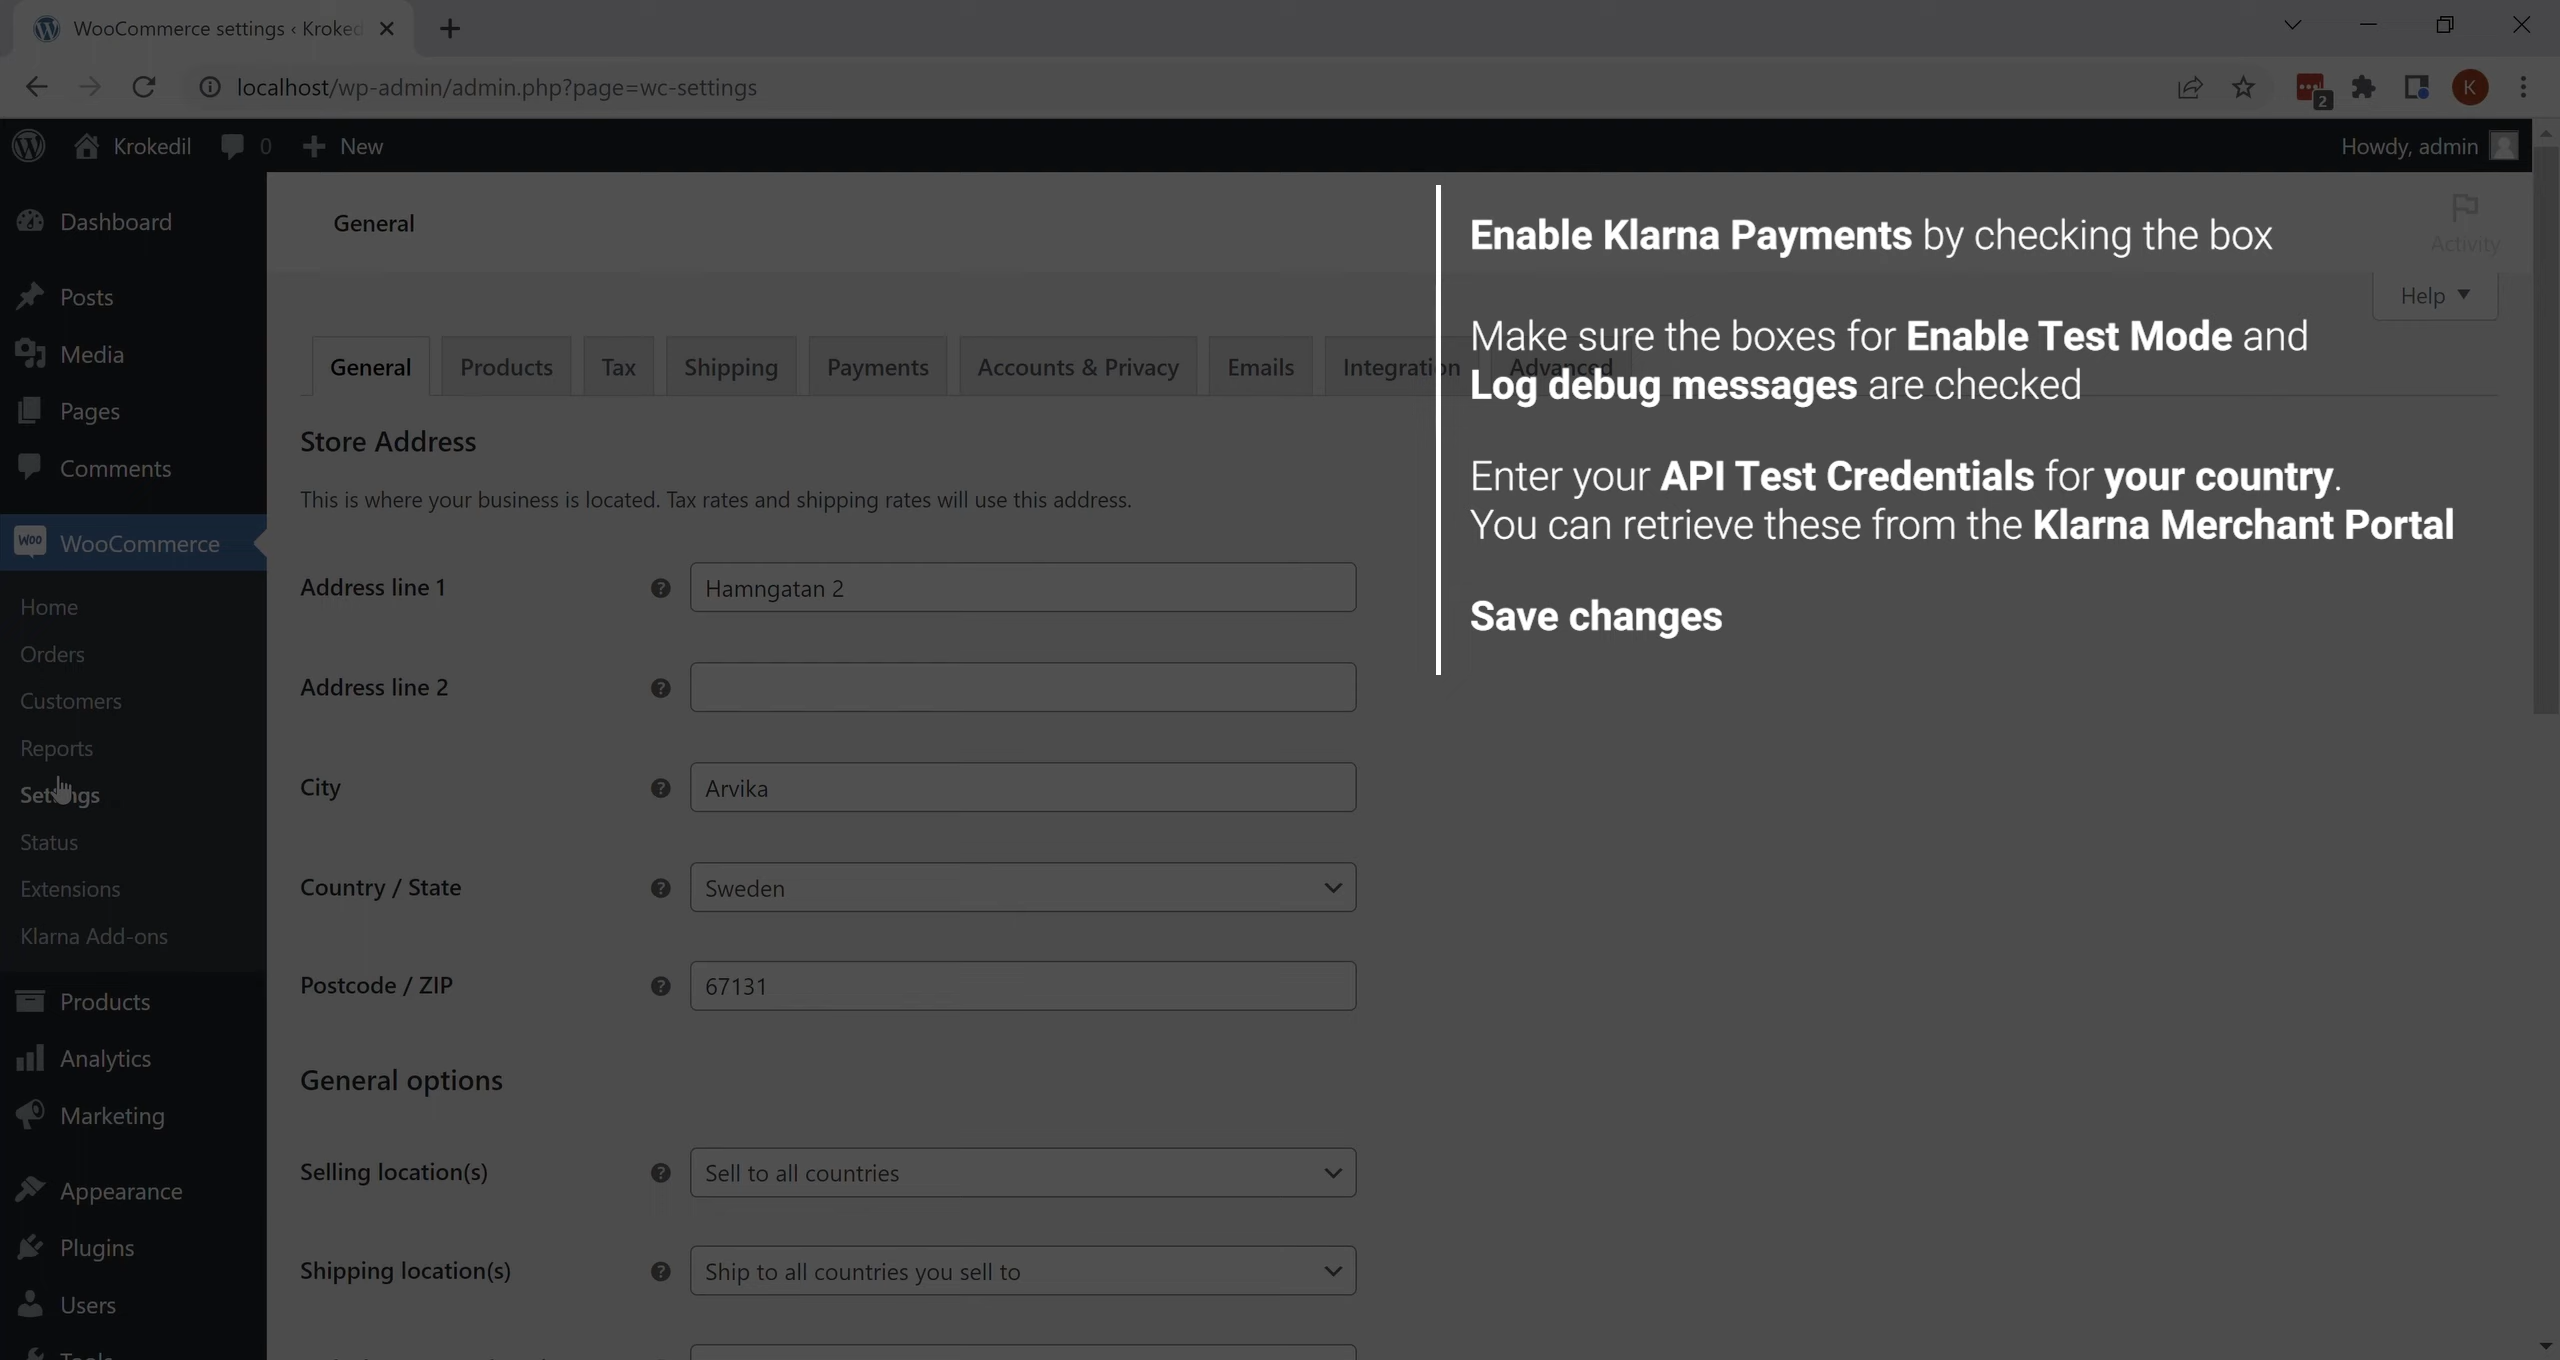 WooCommerce settings ‹ Kroked
localhost/wp-admin/admin.php?page=wc-settings
2
K
Krokedil
0
New
Howdy, admin
Dashboard
Posts
Media
Pages
Comments
Woo
WooCommerce
Home
Orders
Customers
Reports
Settings
Status
Extensions
Klarna Add-ons
Products
Analytics
Marketing
Appearance
Plugins
Users
General
Activity
Help
General
Products
Tax
Shipping
Payments
Accounts & Privacy
Emails
Integration
Advanced
Store Address
This is where your business is located. Tax rates and shipping rates will use this address.
Address line 1
Hamngatan 2
Address line 2
City
Arvika
Country / State
Sweden
Postcode / ZIP
67131
General options
Selling location(s)
Sell to all countries
Shipping location(s)
Ship to all countries you sell to
Enable Klarna Payments by checking the box
Make sure the boxes for Enable Test Mode and
Log debug messages are checked
Enter your API Test Credentials for your country.
You can retrieve these from the Klarna Merchant Portal
Save changes